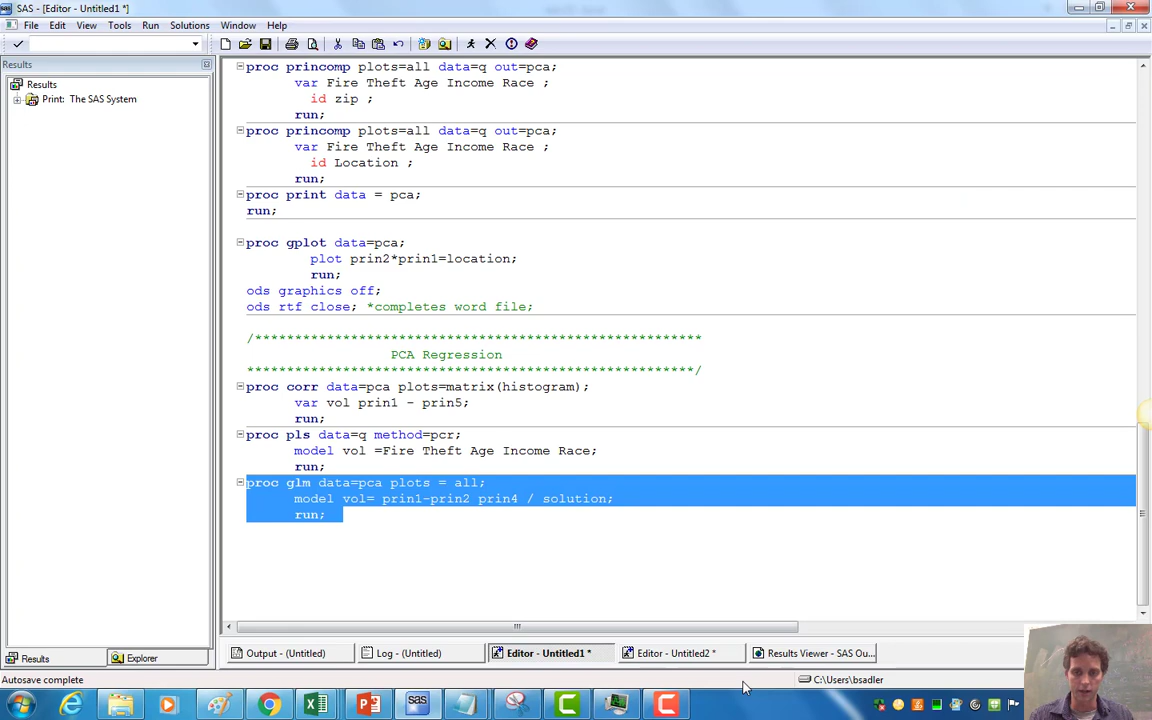 SAS - [Editor - Untitled1 *]
File Edit View Tools Run Solutions Window Help
Results
Results
Print: The SAS System
proc princomp plots=all data=q out=pca;
var Fire Theft Age Income Race ;
id zip ;
run;
proc princomp plots=all data=q out=pca;
var Fire Theft Age Income Race ;
id Location ;
run;
proc print data = pca;
run;
proc gplot data=pca;
plot prin2*prin1=location;
run;
ods graphics off;
ods rtf close; *completes word file;
/********************************************************
PCA Regression
********************************************************/
proc corr data=pca plots=matrix(histogram);
var vol prin1 - prin5;
run;
proc pls data=q method=pcr;
model vol =Fire Theft Age Income Race;
run;
proc glm data=pca plots = all;
model vol= prin1-prin2 prin4 / solution;
run;
Results Explorer Output - (Untitled) Log - (Untitled) Editor - Untitled1 * Editor - Untitled2 * Results Viewer - SAS Ou...
Autosave complete C:\Users\bsadler